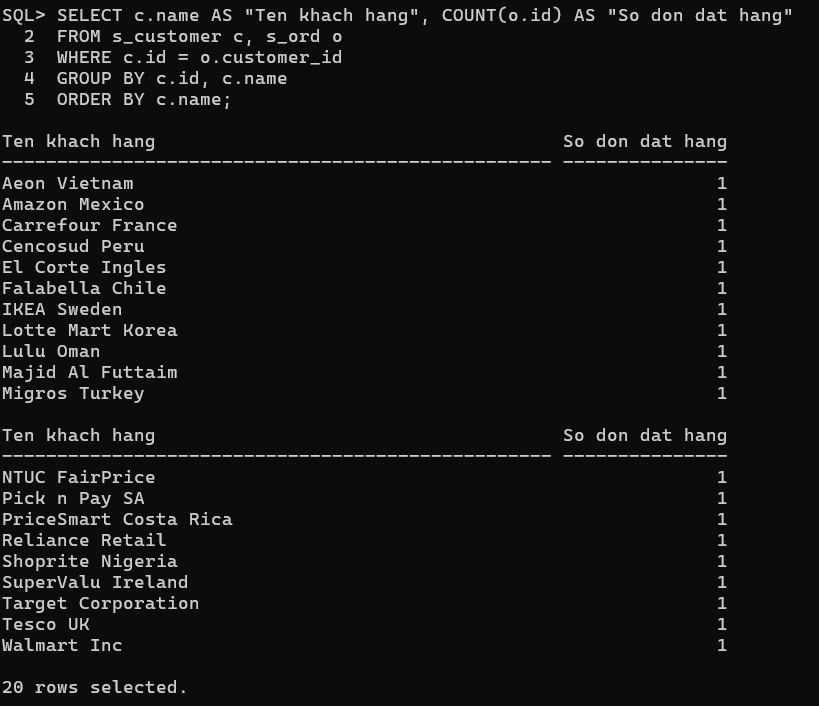 SQL> SELECT c.name AS "Ten khach hang", COUNT(o.id) AS "So don dat hang"
  2  FROM s_customer c, s_ord o
  3  WHERE c.id = o.customer_id
  4  GROUP BY c.id, c.name
  5  ORDER BY c.name;
Ten khach hang                                     So don dat hang
-------------------------------------------------- ---------------
Aeon Vietnam                                                     1
Amazon Mexico                                                    1
Carrefour France                                                 1
Cencosud Peru                                                    1
El Corte Ingles                                                  1
Falabella Chile                                                  1
IKEA Sweden                                                      1
Lotte Mart Korea                                                 1
Lulu Oman                                                        1
Majid Al Futtaim                                                 1
Migros Turkey                                                    1
Ten khach hang                                     So don dat hang
-------------------------------------------------- ---------------
NTUC FairPrice                                                   1
Pick n Pay SA                                                    1
PriceSmart Costa Rica                                            1
Reliance Retail                                                  1
Shoprite Nigeria                                                 1
SuperValu Ireland                                                1
Target Corporation                                               1
Tesco UK                                                         1
Walmart Inc                                                      1
20 rows selected.